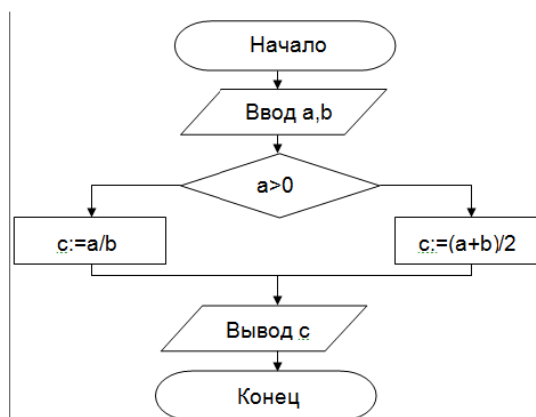 Начало
Ввод a,b
a>0
c:=a/b
c:=(a+b)/2
Вывод c
Конец